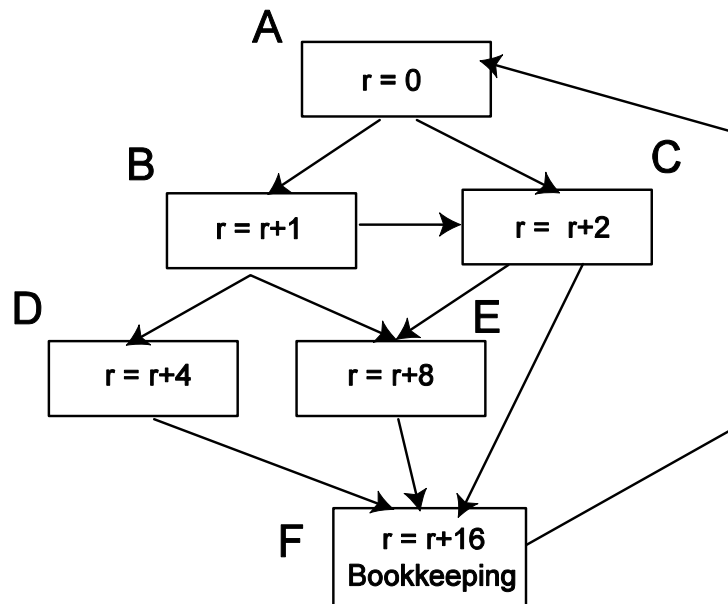 A
r = 0
B
C
r = r+1
r = r+2
D
E
r = r+4
r = r+8
F
r = r+16
Bookkeeping